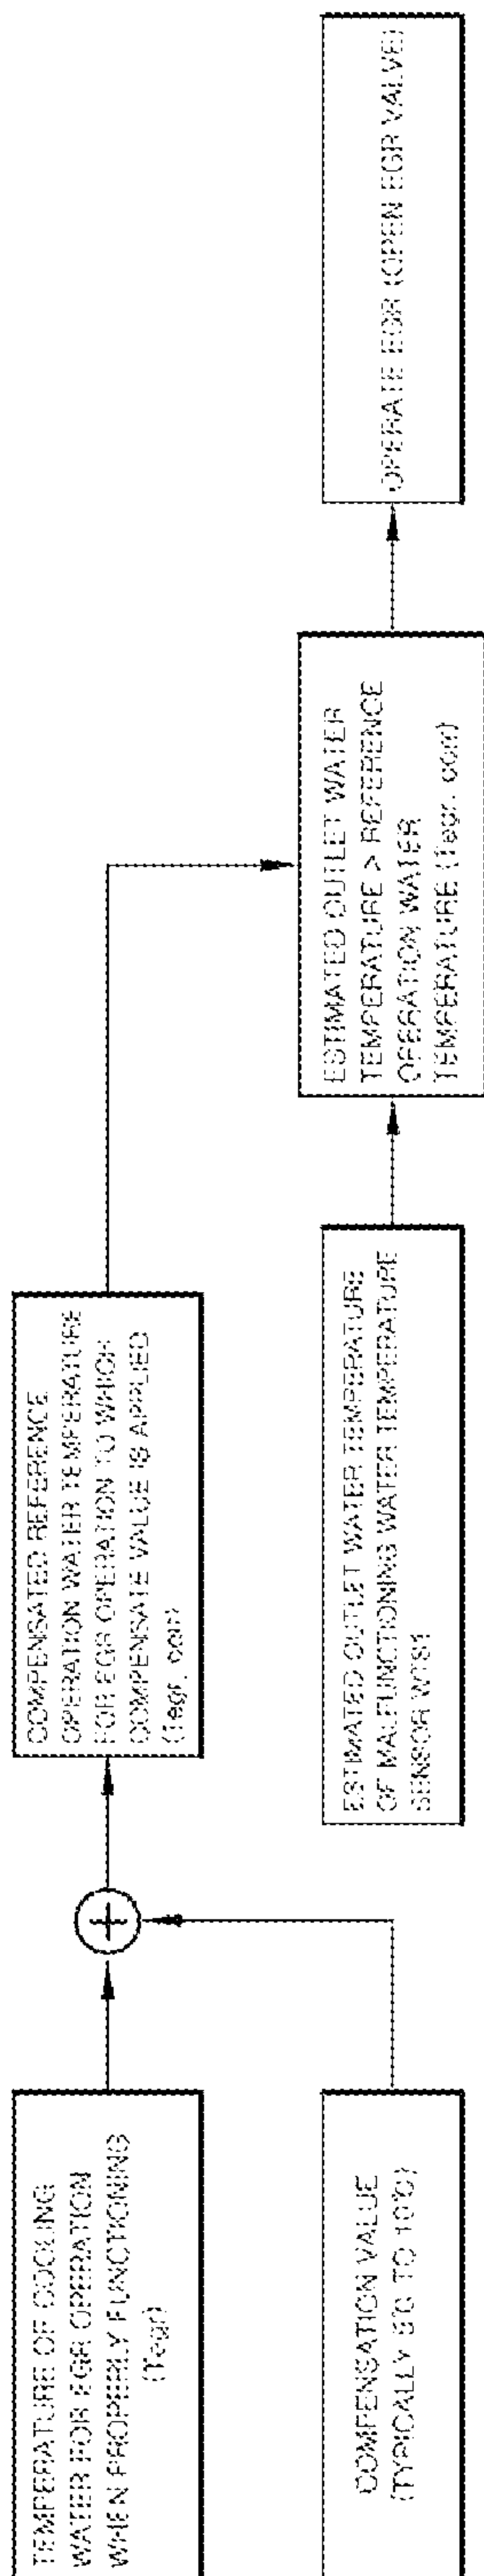 TEMPERATURE OF COOLING
WATER FOR EGR OPERATION
WHEN PROPERLY FUNCTIONING
(Tegr)
COMPENSATION VALUE
(TYPICALLY 5°C TO 10°C)
COMPENSATED REFERENCE
OPERATION WATER TEMPERATURE
FOR EGR OPERATION TO WHICH
COMPENSATE VALUE IS APPLIED
(Tegr. com)
ESTIMATED OUTLET WATER TEMPERATURE
OF MALFUNCTIONING WATER TEMPERATURE
SENSOR WTS1
ESTIMATED OUTLET WATER
TEMPERATURE > REFERENCE
OPERATION WATER
TEMPERATURE (Tegr. com)
OPERATE EGR (OPEN EGR VALVE)